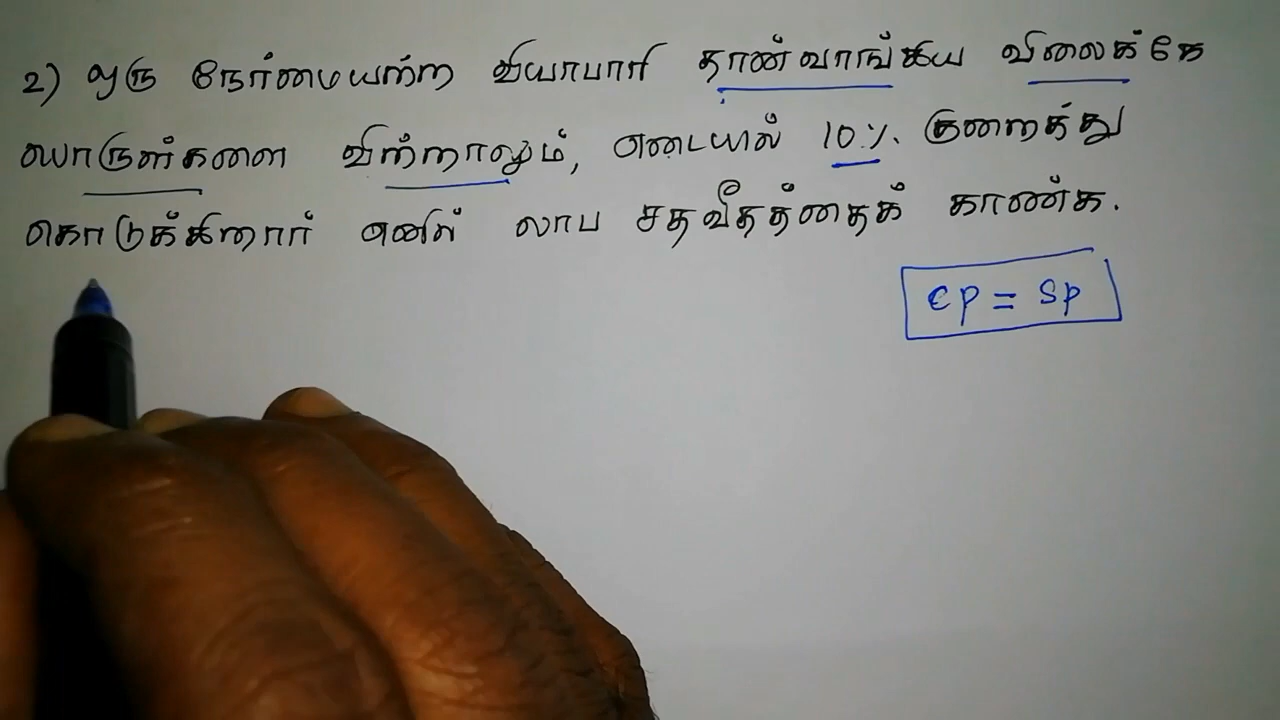 2) ஒரு நேர்மையற்ற வியாபாரி தான் வாங்கிய விலைக்கே
பொருள்களை விற்றாலும், எடையில் 10%. குறைத்து
கொடுக்கிறார் எனில் லாப சதவீதத்தைக் காண்க.
CP = SP